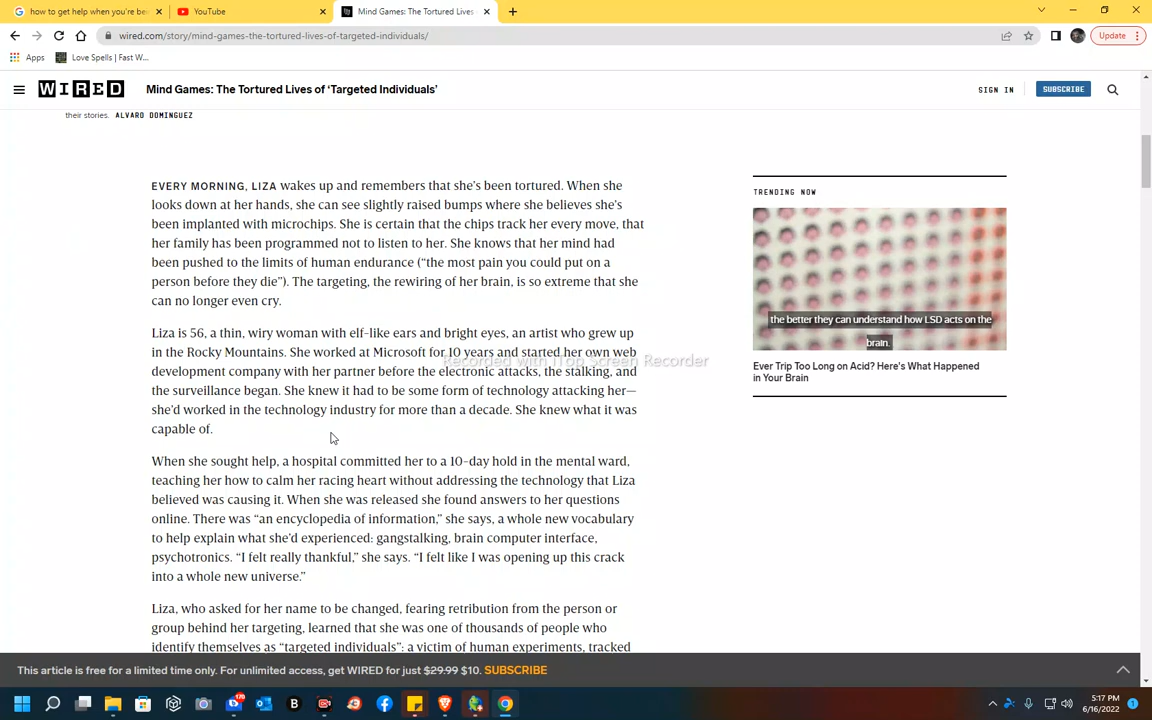 how to get help when you're be
YouTube
Mind Games: The Tortured Lives
wired.com/story/mind-games-the-tortured-lives-of-targeted-individuals/
Update
Apps
Love Spells | Fast W...
WIRED
Mind Games: The Tortured Lives of ‘Targeted Individuals’
SIGN IN
SUBSCRIBE
their stories. ALVARO DOMINGUEZ
EVERY MORNING, LIZA wakes up and remembers that she’s been tortured. When she
looks down at her hands, she can see slightly raised bumps where she believes she’s
been implanted with microchips. She is certain that the chips track her every move, that
her family has been programmed not to listen to her. She knows that her mind had
been pushed to the limits of human endurance (“the most pain you could put on a
person before they die”). The targeting, the rewiring of her brain, is so extreme that she
can no longer even cry.
Liza is 56, a thin, wiry woman with elf-like ears and bright eyes, an artist who grew up
in the Rocky Mountains. She worked at Microsoft for 10 years and started her own web
development company with her partner before the electronic attacks, the stalking, and
the surveillance began. She knew it had to be some form of technology attacking her—
she’d worked in the technology industry for more than a decade. She knew what it was
capable of.
When she sought help, a hospital committed her to a 10-day hold in the mental ward,
teaching her how to calm her racing heart without addressing the technology that Liza
believed was causing it. When she was released she found answers to her questions
online. There was “an encyclopedia of information,” she says, a whole new vocabulary
to help explain what she’d experienced: gangstalking, brain computer interface,
psychotronics. “I felt really thankful,” she says. “I felt like I was opening up this crack
into a whole new universe.”
Liza, who asked for her name to be changed, fearing retribution from the person or
group behind her targeting, learned that she was one of thousands of people who
identify themselves as “targeted individuals”: a victim of human experiments, tracked
Recorded with iTop Screen Recorder
TRENDING NOW
the better they can understand how LSD acts on the
brain.
Ever Trip Too Long on Acid? Here's What Happened
in Your Brain
This article is free for a limited time only. For unlimited access, get WIRED for just $29.99 $10. SUBSCRIBE
5:17 PM
6/16/2022